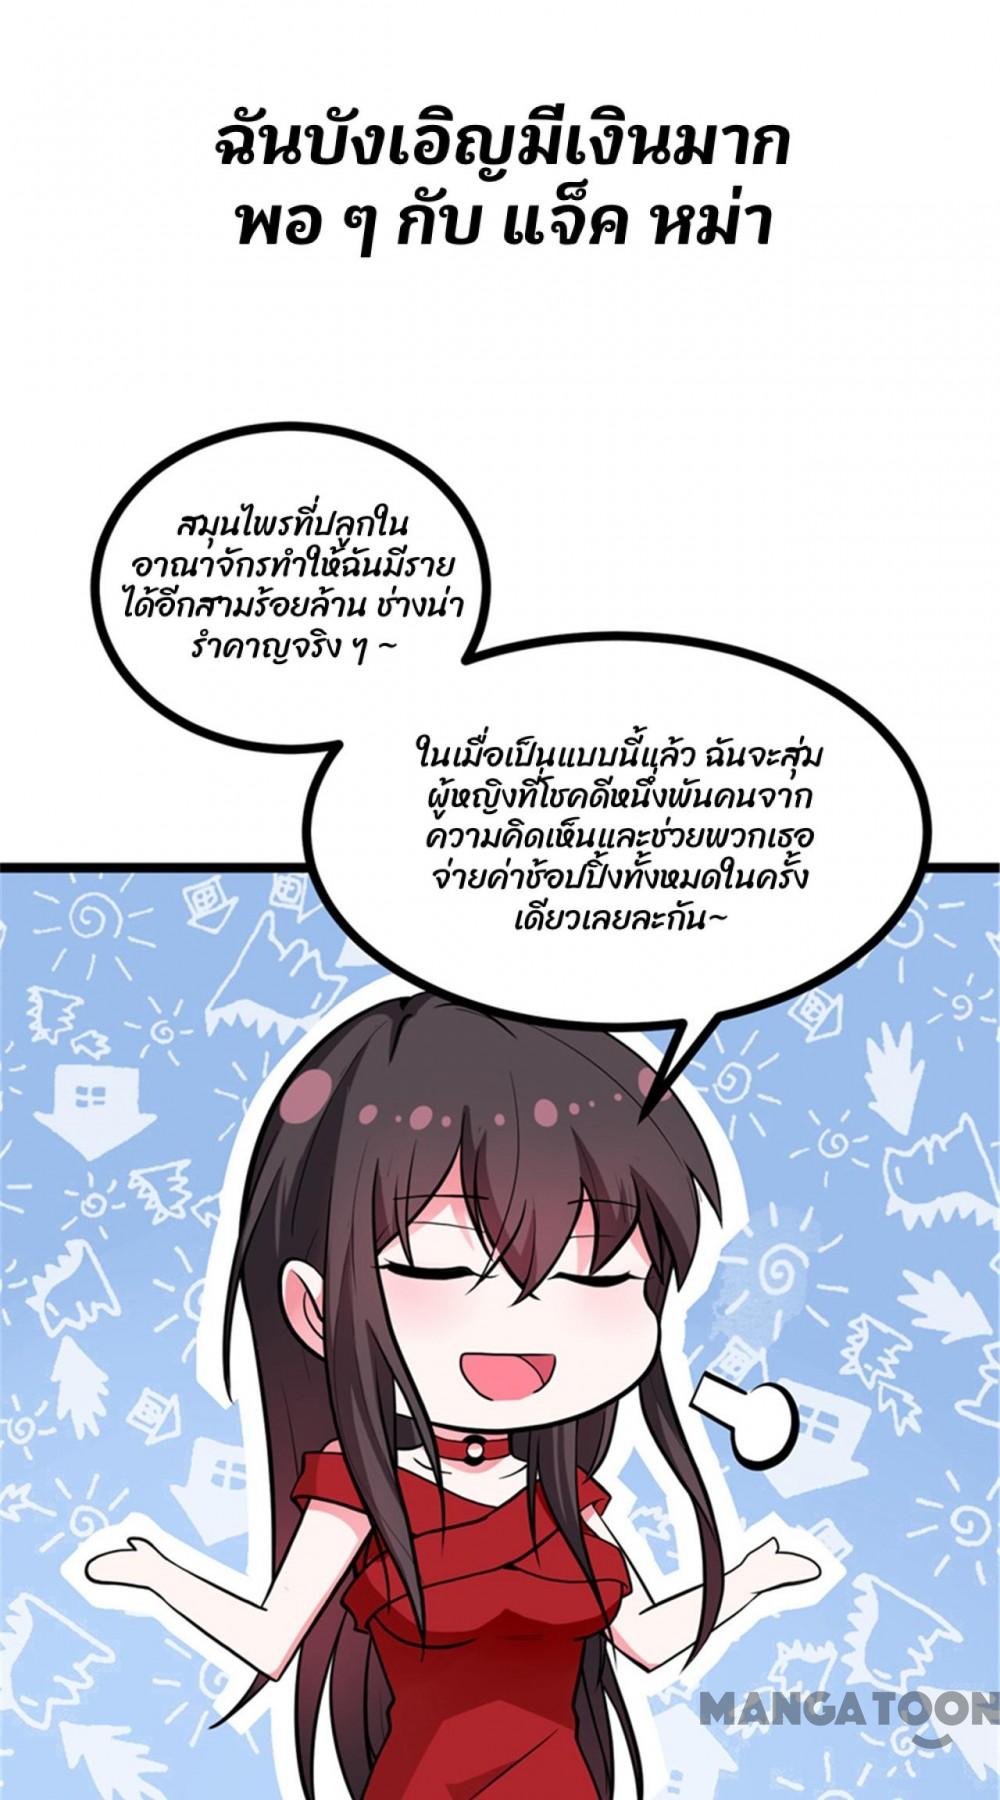 ฉันบังเอิญมีเงินมาก
พอ ๆ กับ แจ็ค หม่า
สมุนไพรที่ปลูกใน
อาณาจักรทำให้ฉันมีราย
ได้อีกสามร้อยล้าน ช่างน่า
รำคาญจริง ๆ ~
ในเมื่อเป็นแบบนี้แล้ว ฉันจะสุ่ม
ผู้หญิงที่โชคดีหนึ่งพันคนจาก
ความคิดเห็นและช่วยพวกเธอ
จ่ายค่าช้อปปิ้งทั้งหมดในครั้ง
เดียวเลยละกัน~
MANGATOON